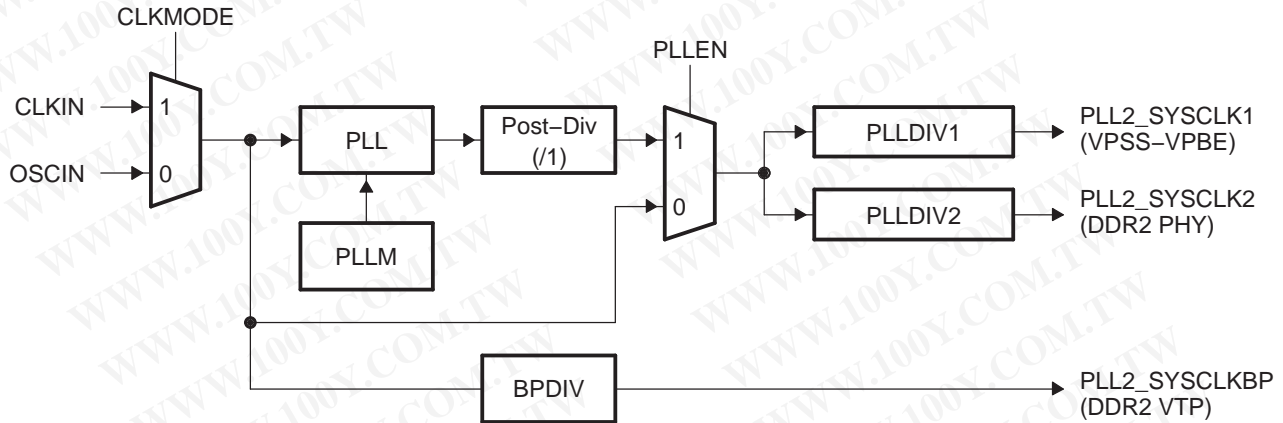 CLKMODE
CLKIN
OSCIN
1
0
PLL
PLLM
Post–Div
(/1)
PLLEN
1
0
PLLDIV1
PLLDIV2
BPDIV
PLL2_SYSCLK1
(VPSS–VPBE)
PLL2_SYSCLK2
(DDR2 PHY)
PLL2_SYSCLKBP
(DDR2 VTP)
WWW.100Y.COM.TW